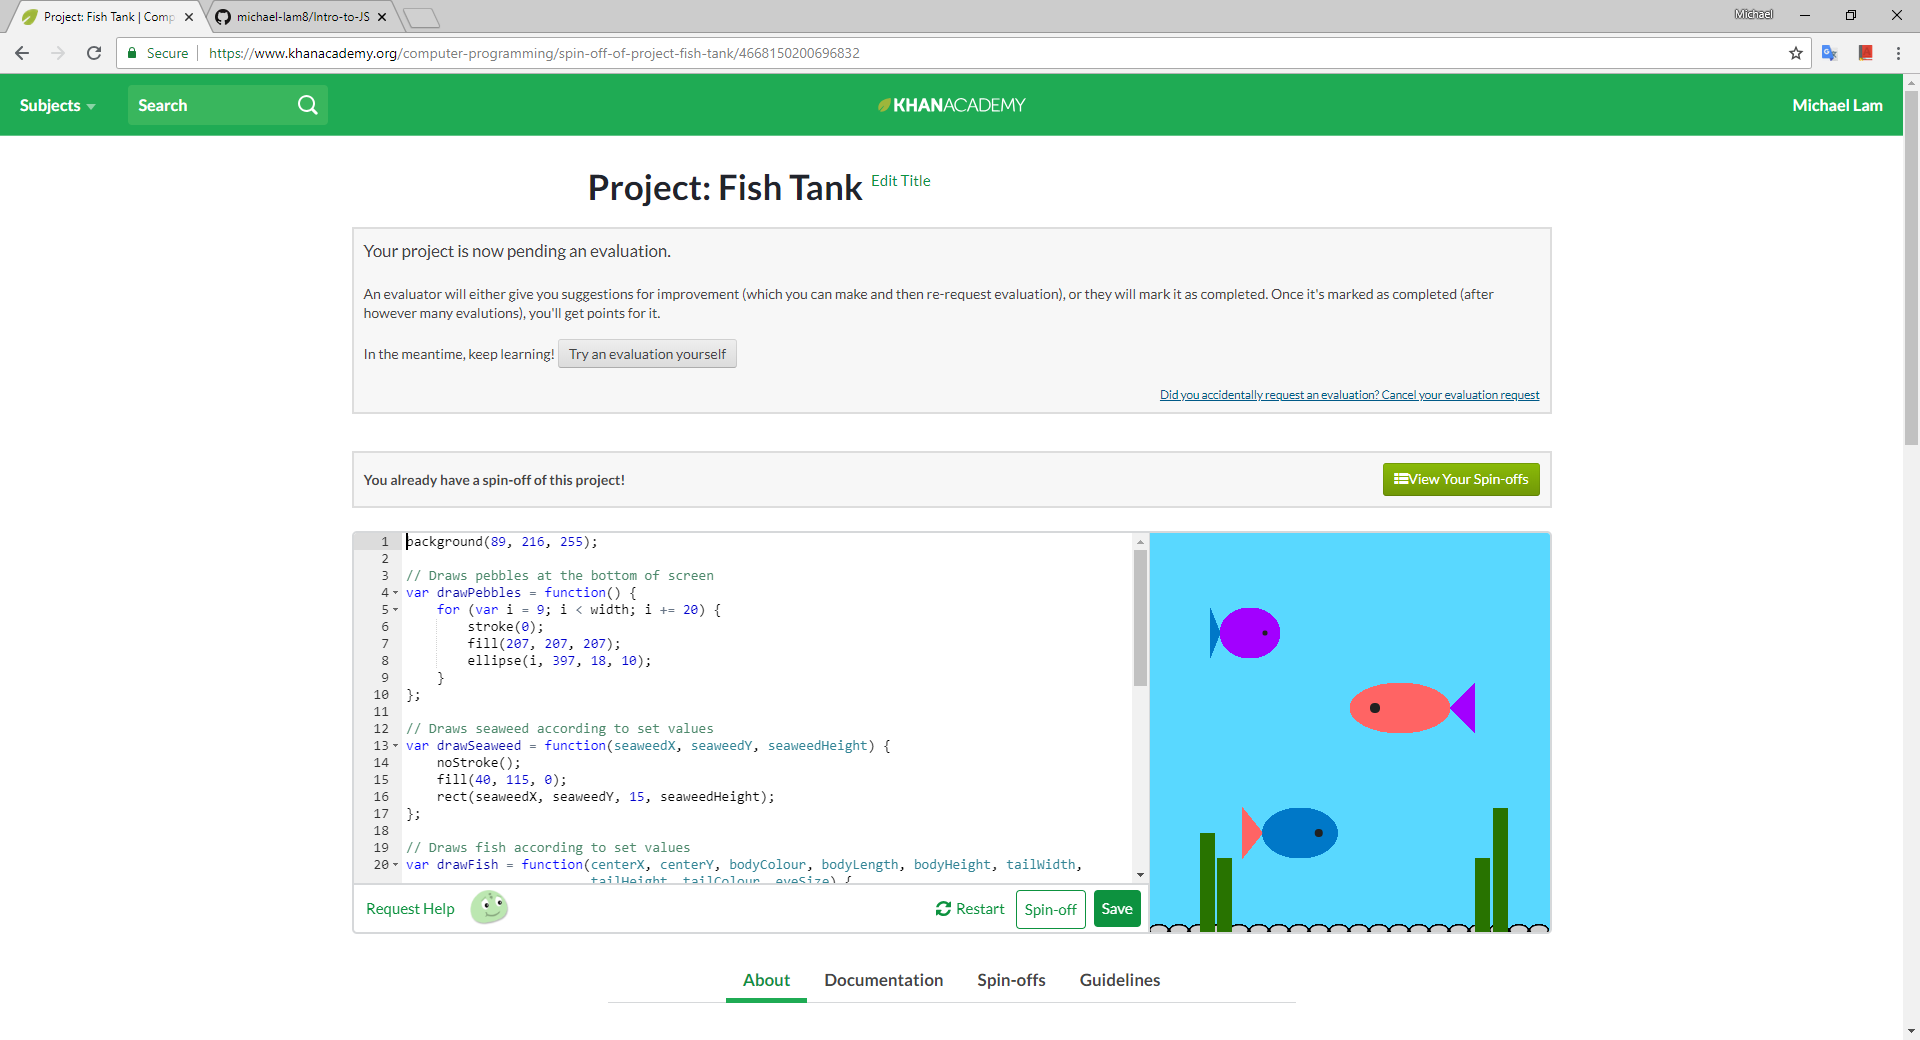 Project: Fish Tank | Comp
michael-lam8/Intro-to-JS
Michael
Secure
https://www.khanacademy.org/computer-programming/spin-off-of-project-fish-tank/4668150200696832
Subjects
Search
KHANACADEMY
Michael Lam
Project: Fish Tank
Edit Title
Your project is now pending an evaluation.
An evaluator will either give you suggestions for improvement (which you can make and then re-request evaluation), or they will mark it as completed. Once it's marked as completed (after
however many evalutions), you'll get points for it.
In the meantime, keep learning! Try an evaluation yourself
Did you accidentally request an evaluation? Cancel your evaluation request
You already have a spin-off of this project!
View Your Spin-offs
1 background(89, 216, 255);
2
3 // Draws pebbles at the bottom of screen
4 var drawPebbles = function() {
5 for (var i = 9; i < width; i += 20) {
6 stroke(0);
7 fill(207, 207, 207);
8 ellipse(i, 397, 18, 10);
9 }
10 };
11
12 // Draws seaweed according to set values
13 var drawSeaweed = function(seaweedX, seaweedY, seaweedHeight) {
14 noStroke();
15 fill(40, 115, 0);
16 rect(seaweedX, seaweedY, 15, seaweedHeight);
17 };
18
19 // Draws fish according to set values
20 var drawFish = function(centerX, centerY, bodyColour, bodyLength, bodyHeight, tailWidth,
tailHeight, tailColour, eyeSize) {
Request Help
Restart
Spin-off
Save
About
Documentation
Spin-offs
Guidelines